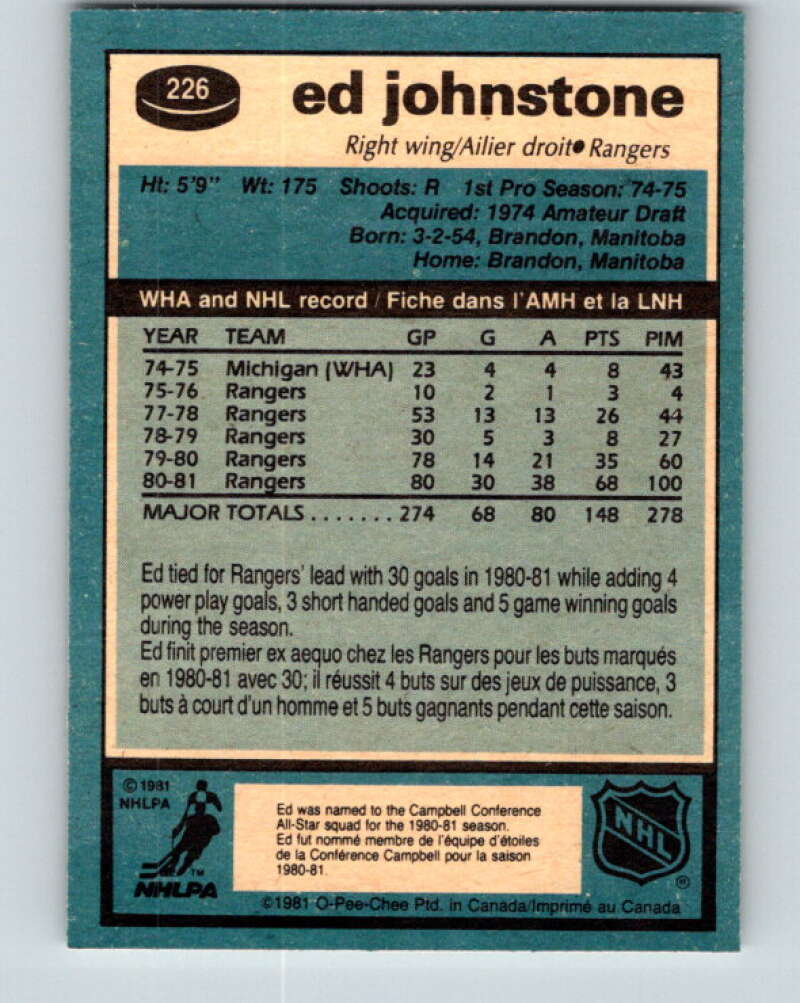 226
ed johnstone
Right wing/Ailier droit • Rangers
Ht: 5'9" Wt: 175 Shoots: R 1st Pro Season: 74-75
Acquired: 1974 Amateur Draft
Born: 3-2-54, Brandon, Manitoba
Home: Brandon, Manitoba
WHA and NHL record / Fiche dans l'AMH et la LNH
YEAR TEAM GP G A PTS PIM
74-75 Michigan (WHA) 23 4 4 8 43
75-76 Rangers 10 2 1 3 4
77-78 Rangers 53 13 13 26 44
78-79 Rangers 30 5 3 8 27
79-80 Rangers 78 14 21 35 60
80-81 Rangers 80 30 38 68 100
MAJOR TOTALS ....... 274 68 80 148 278
Ed tied for Rangers' lead with 30 goals in 1980-81 while adding 4
power play goals, 3 short handed goals and 5 game winning goals
during the season.
Ed finit premier ex aequo chez les Rangers pour les buts marqués
en 1980-81 avec 30; il réussit 4 buts sur des jeux de puissance, 3
buts à court d'un homme et 5 buts gagnants pendant cette saison.
© 1981
NHLPA
TM
NHLPA
Ed was named to the Campbell Conference
All-Star squad for the 1980-81 season.
Ed fut nommé membre de l'équipe d'étoiles
de la Conférence Campbell pour la saison
1980-81.
NHL
®
© 1981 O-Pee-Chee Ptd. in Canada/Imprimé au Canada